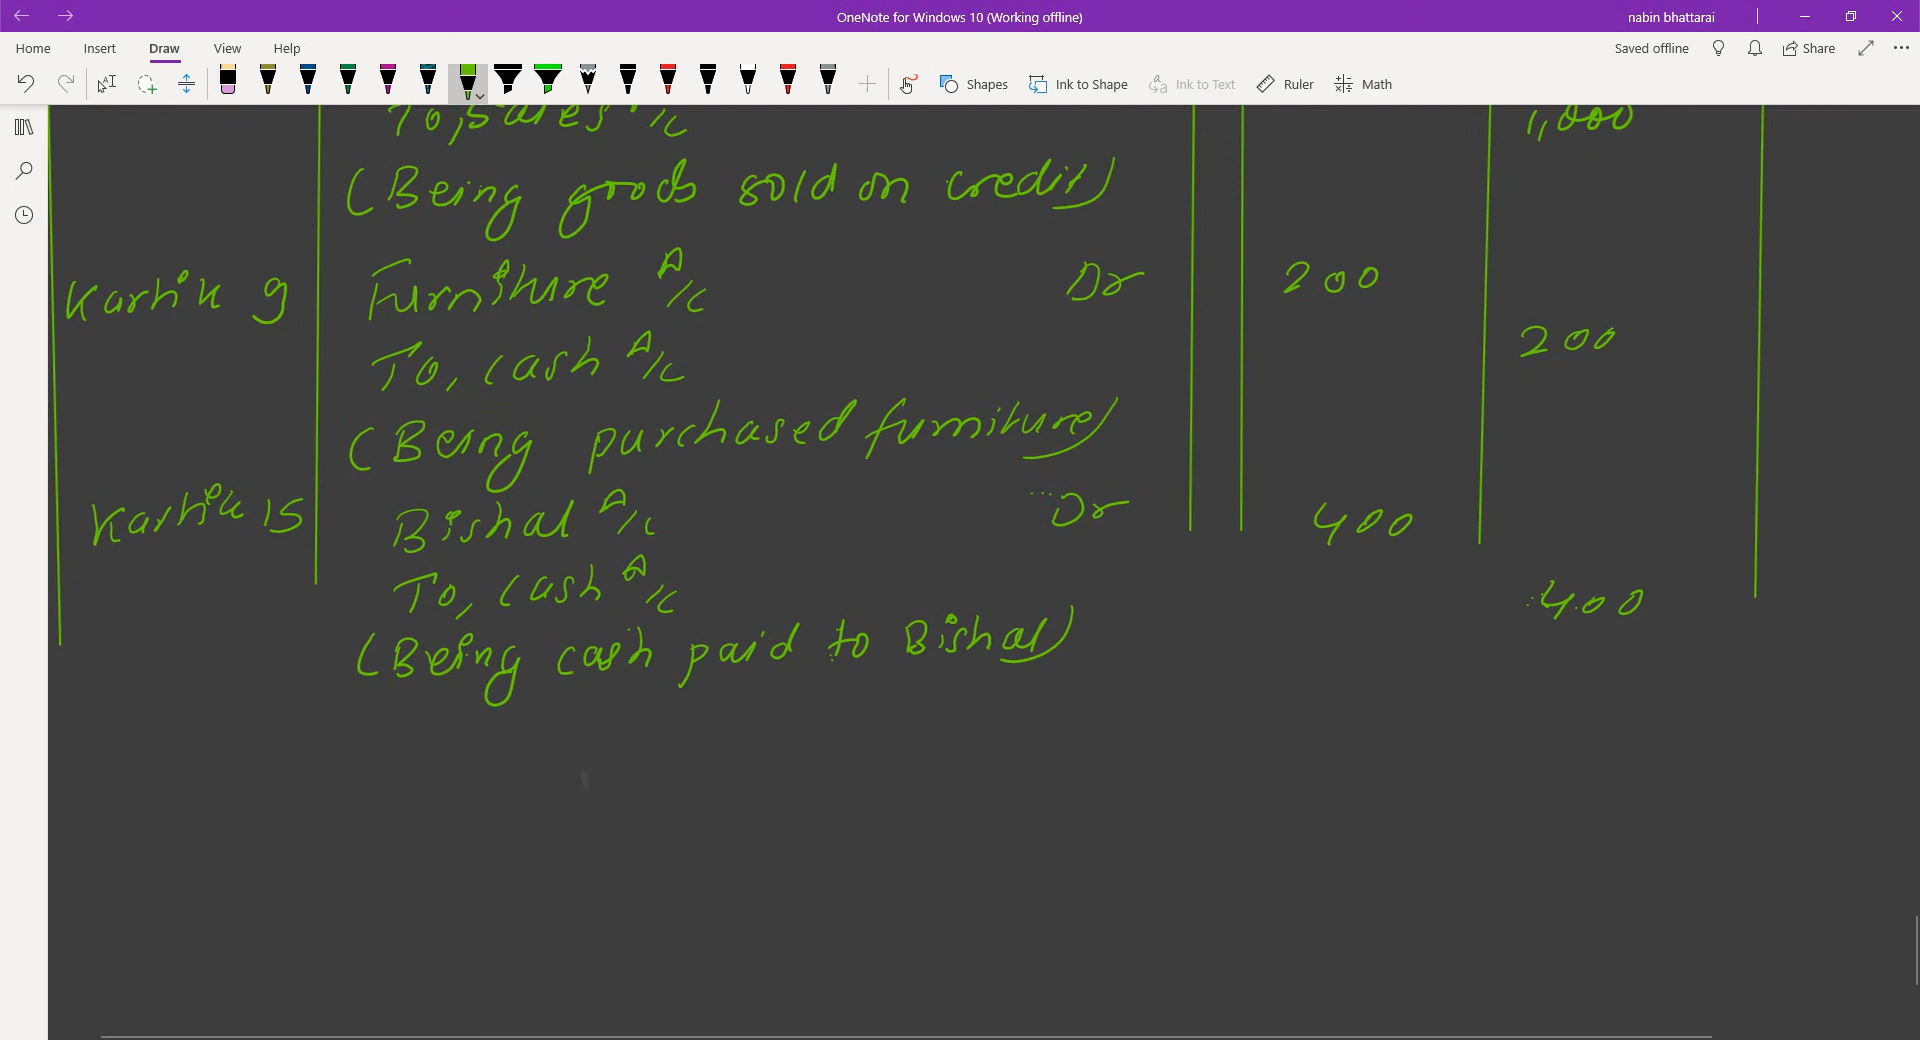 OneNote for Windows 10 (Working offline)
nabin bhattarai
Home Insert Draw View Help
Saved offline Share
Shapes Ink to Shape Ink to Text Ruler Math
To, Sales A/c 1,000
(Being goods sold on credit)
Kartik 9 Furniture A/c Dr 200
To, cash A/c 200
(Being purchased furniture)
Kartik 15 Bishal A/c Dr 400
To, cash A/c 400
(Being cash paid to Bishal)